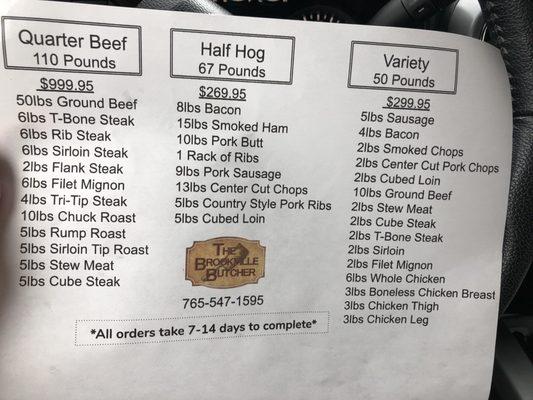 Quarter Beef
110 Pounds
$999.95
50lbs Ground Beef
6lbs T-Bone Steak
6lbs Rib Steak
6lbs Sirloin Steak
2lbs Flank Steak
6lbs Filet Mignon
4lbs Tri-Tip Steak
10lbs Chuck Roast
5lbs Rump Roast
5lbs Sirloin Tip Roast
5lbs Stew Meat
5lbs Cube Steak
Half Hog
67 Pounds
$269.95
8lbs Bacon
15lbs Smoked Ham
10lbs Pork Butt
1 Rack of Ribs
9lbs Pork Sausage
13lbs Center Cut Chops
5lbs Country Style Pork Ribs
5lbs Cubed Loin
The
Brookville
Butcher
765-547-1595
*All orders take 7-14 days to complete*
Variety
50 Pounds
$299.95
5lbs Sausage
4lbs Bacon
2lbs Smoked Chops
2lbs Center Cut Pork Chops
2lbs Cubed Loin
10lbs Ground Beef
2lbs Stew Meat
2lbs Cube Steak
2lbs T-Bone Steak
2lbs Sirloin
2lbs Filet Mignon
6lbs Whole Chicken
3lbs Boneless Chicken Breast
3lbs Chicken Thigh
3lbs Chicken Leg